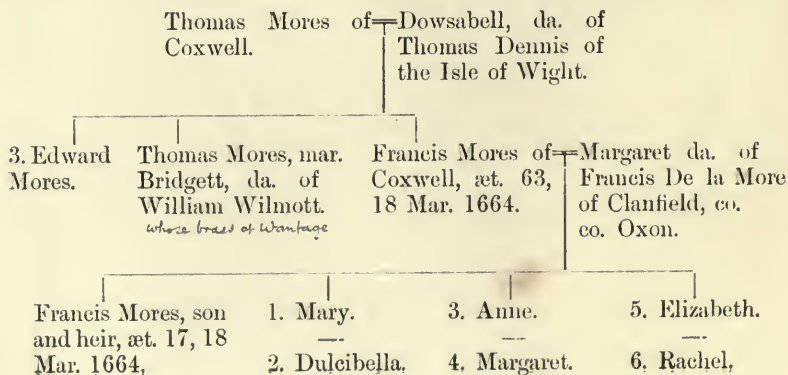 Thomas Mores of
Coxwell.
Dowsabell, da. of
Thomas Dennis of
the Isle of Wight.
3. Edward
Mores.
Thomas Mores, mar.
Bridgett, da. of
William Wilmott.
whose brass at Wantage
Francis Mores of
Coxwell, æt. 63,
18 Mar. 1664.
Margaret da. of
Francis De la More
of Clanfield, co.
co. Oxon.
Francis Mores, son
and heir, æt. 17, 18
Mar. 1664,
1. Mary.
2. Dulcibella.
3. Anne.
4. Margaret.
5. Elizabeth.
6. Rachel,